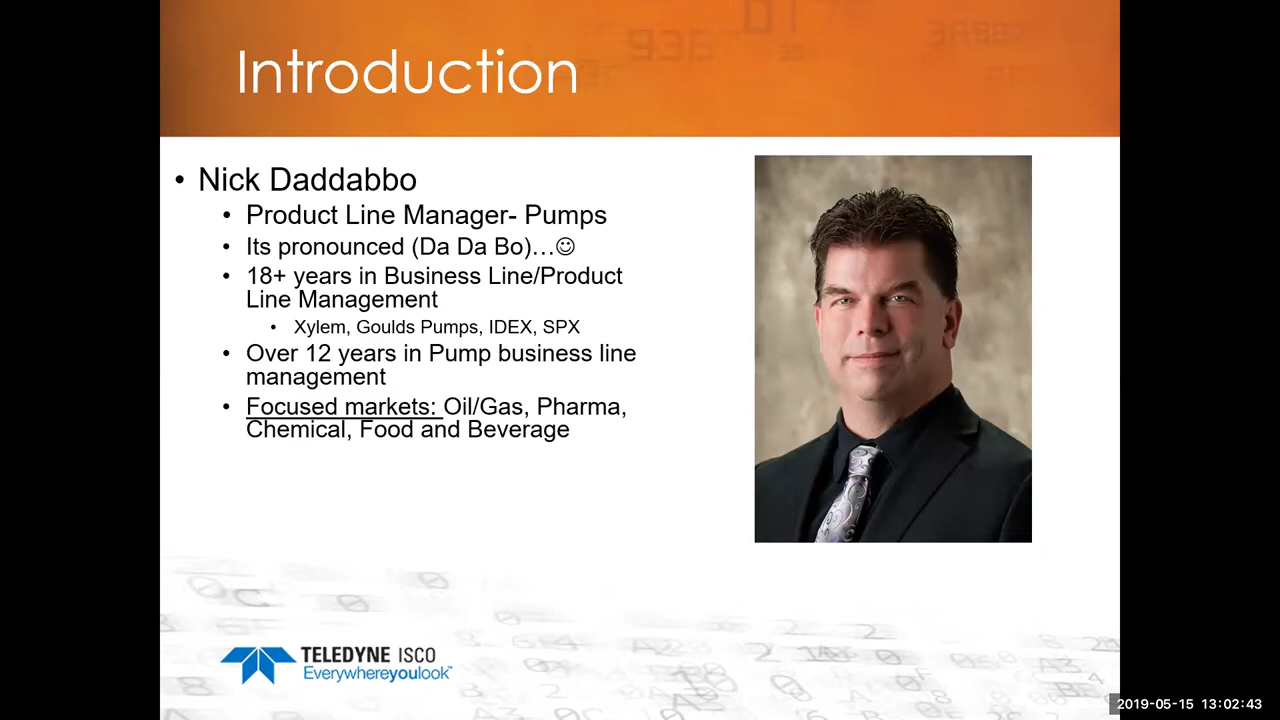 Introduction
• Nick Daddabbo
• Product Line Manager- Pumps
• Its pronounced (Da Da Bo)…☺
• 18+ years in Business Line/Product
Line Management
• Xylem, Goulds Pumps, IDEX, SPX
• Over 12 years in Pump business line
management
• Focused markets: Oil/Gas, Pharma,
Chemical, Food and Beverage
TELEDYNE ISCO
Everywhereyoulook™
2019-05-15 13:02:43